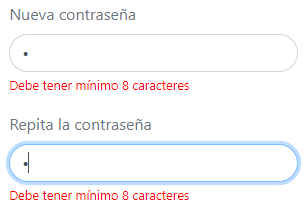 Nueva contraseña
•
Debe tener mínimo 8 caracteres
Repita la contraseña
•
Debe tener mínimo 8 caracteres